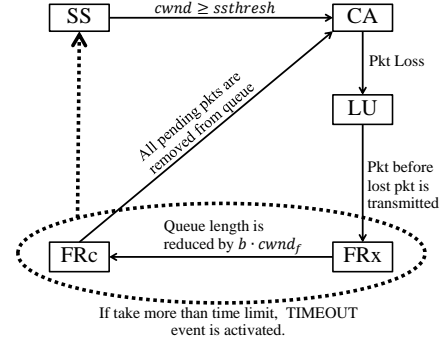 SS
cwnd ≥ ssthresh
CA
Pkt Loss
LU
All pending pkts are
removed from queue
Pkt before
lost pkt is
transmitted
Queue length is
reduced by b · cwnd_f
FRc
FRx
If take more than time limit, TIMEOUT
event is activated.